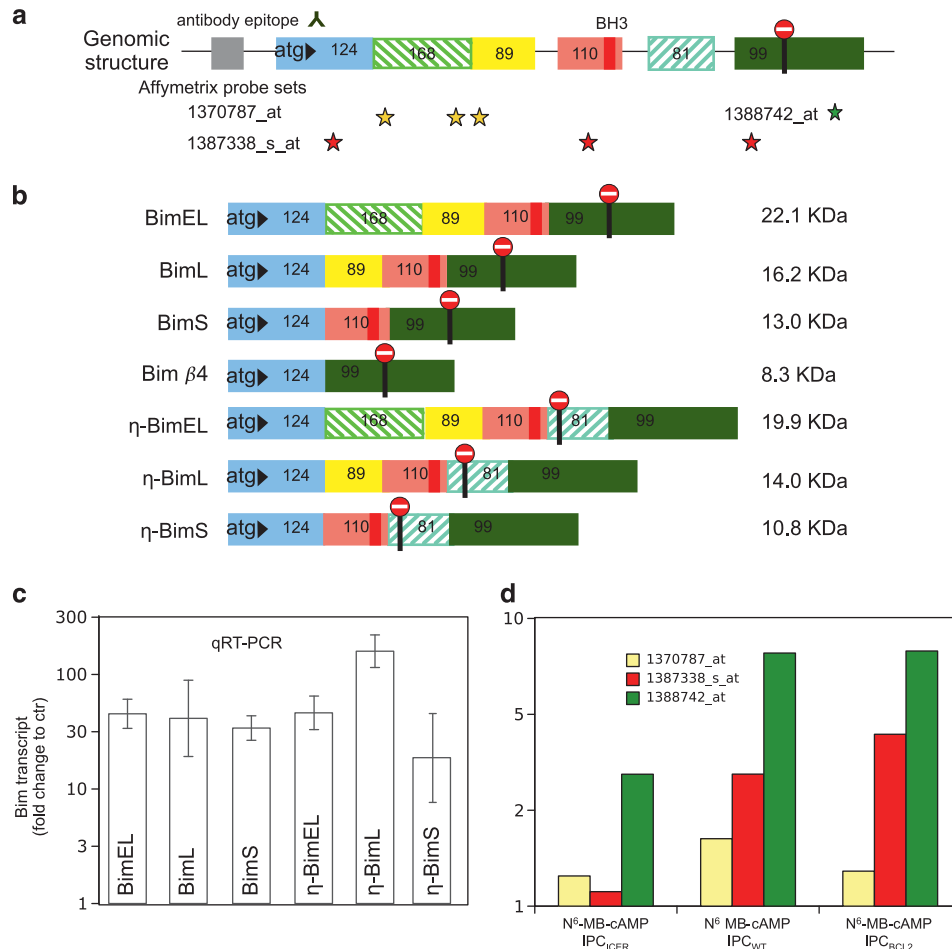 a
antibody epitope
BH3
Genomic structure
atg 124 168 89 110 81 99
Affymetrix probe sets
1370787_at
1388742_at
1387338_s_at
b
BimEL atg 124 168 89 110 99 22.1 KDa
BimL atg 124 89 110 99 16.2 KDa
BimS atg 124 110 99 13.0 KDa
Bim β4 atg 124 99 8.3 KDa
η-BimEL atg 124 168 89 110 81 99 19.9 KDa
η-BimL atg 124 89 110 81 99 14.0 KDa
η-BimS atg 124 110 81 99 10.8 KDa
c
qRT-PCR
Bim transcript
(fold change to ctr)
300
100
30
10
3
1
BimEL
BimL
BimS
η-BimEL
η-BimL
η-BimS
d
10
5
2
1
1370787_at
1387338_s_at
1388742_at
N⁶-MB-cAMP
IPC_ICER
N⁶ MB-cAMP
IPC_WT
N⁶-MB-cAMP
IPC_BCL2